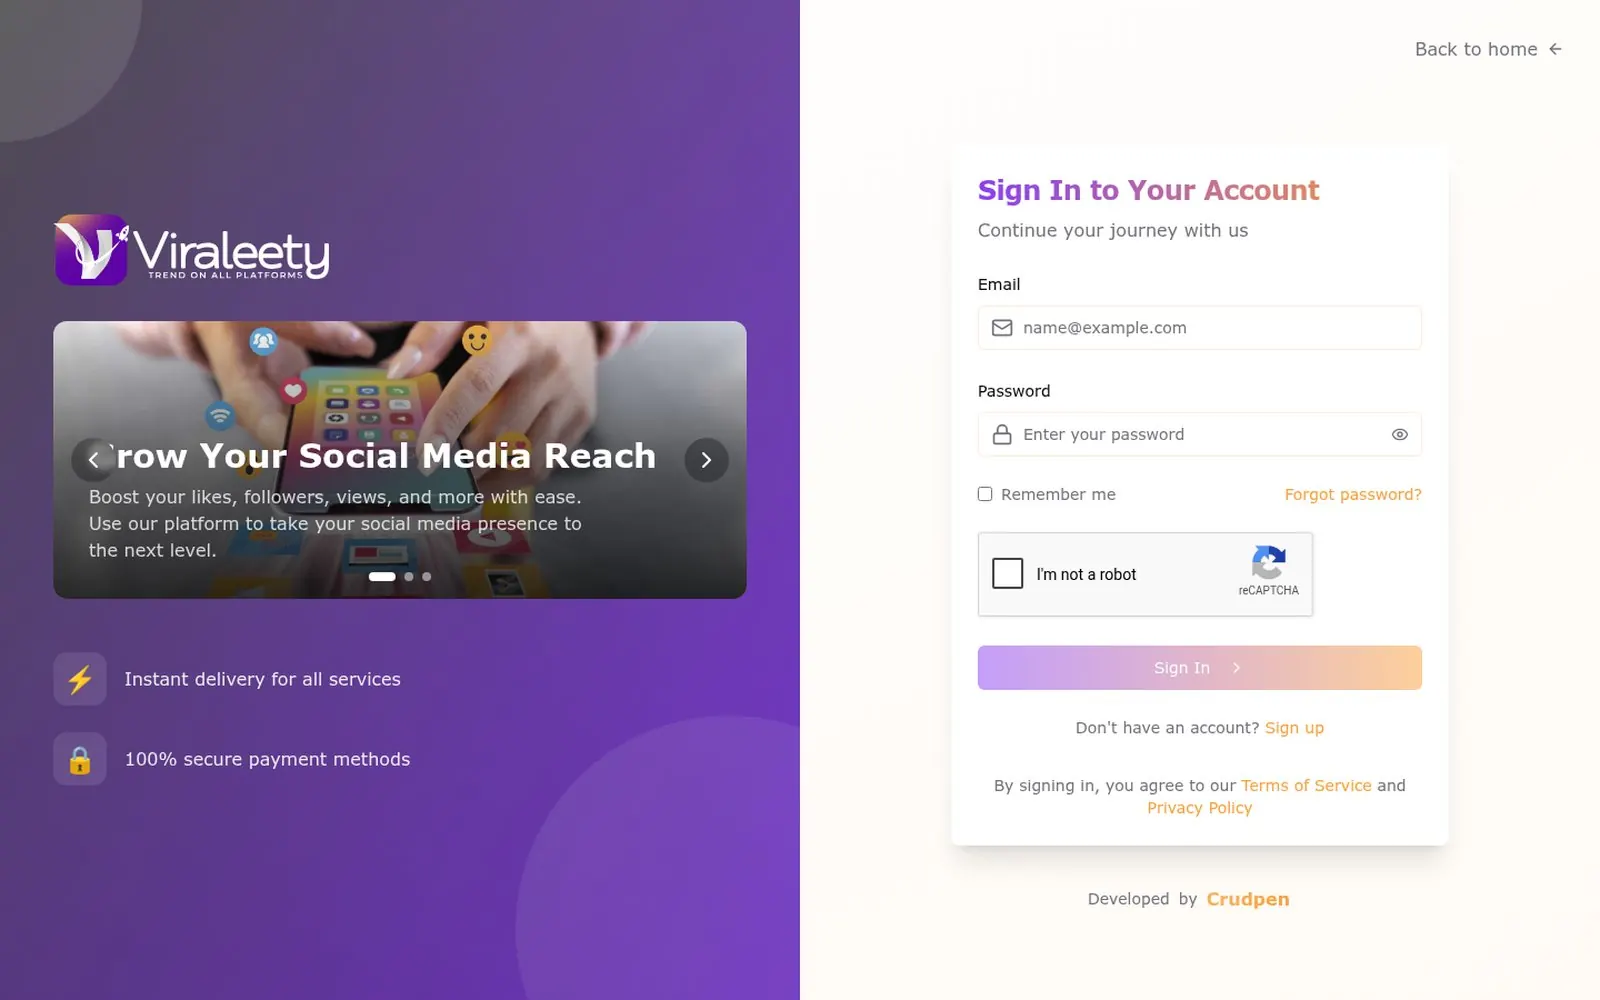 Viraleety
TREND ON ALL PLATFORMS
row Your Social Media Reach
Boost your likes, followers, views, and more with ease.
Use our platform to take your social media presence to
the next level.
⚡ Instant delivery for all services
🔒 100% secure payment methods
Back to home ←
Sign In to Your Account
Continue your journey with us
Email
name@example.com
Password
Enter your password
Remember me
Forgot password?
I'm not a robot
reCAPTCHA
Sign In
Don't have an account? Sign up
By signing in, you agree to our Terms of Service and
Privacy Policy
Developed by Crudpen